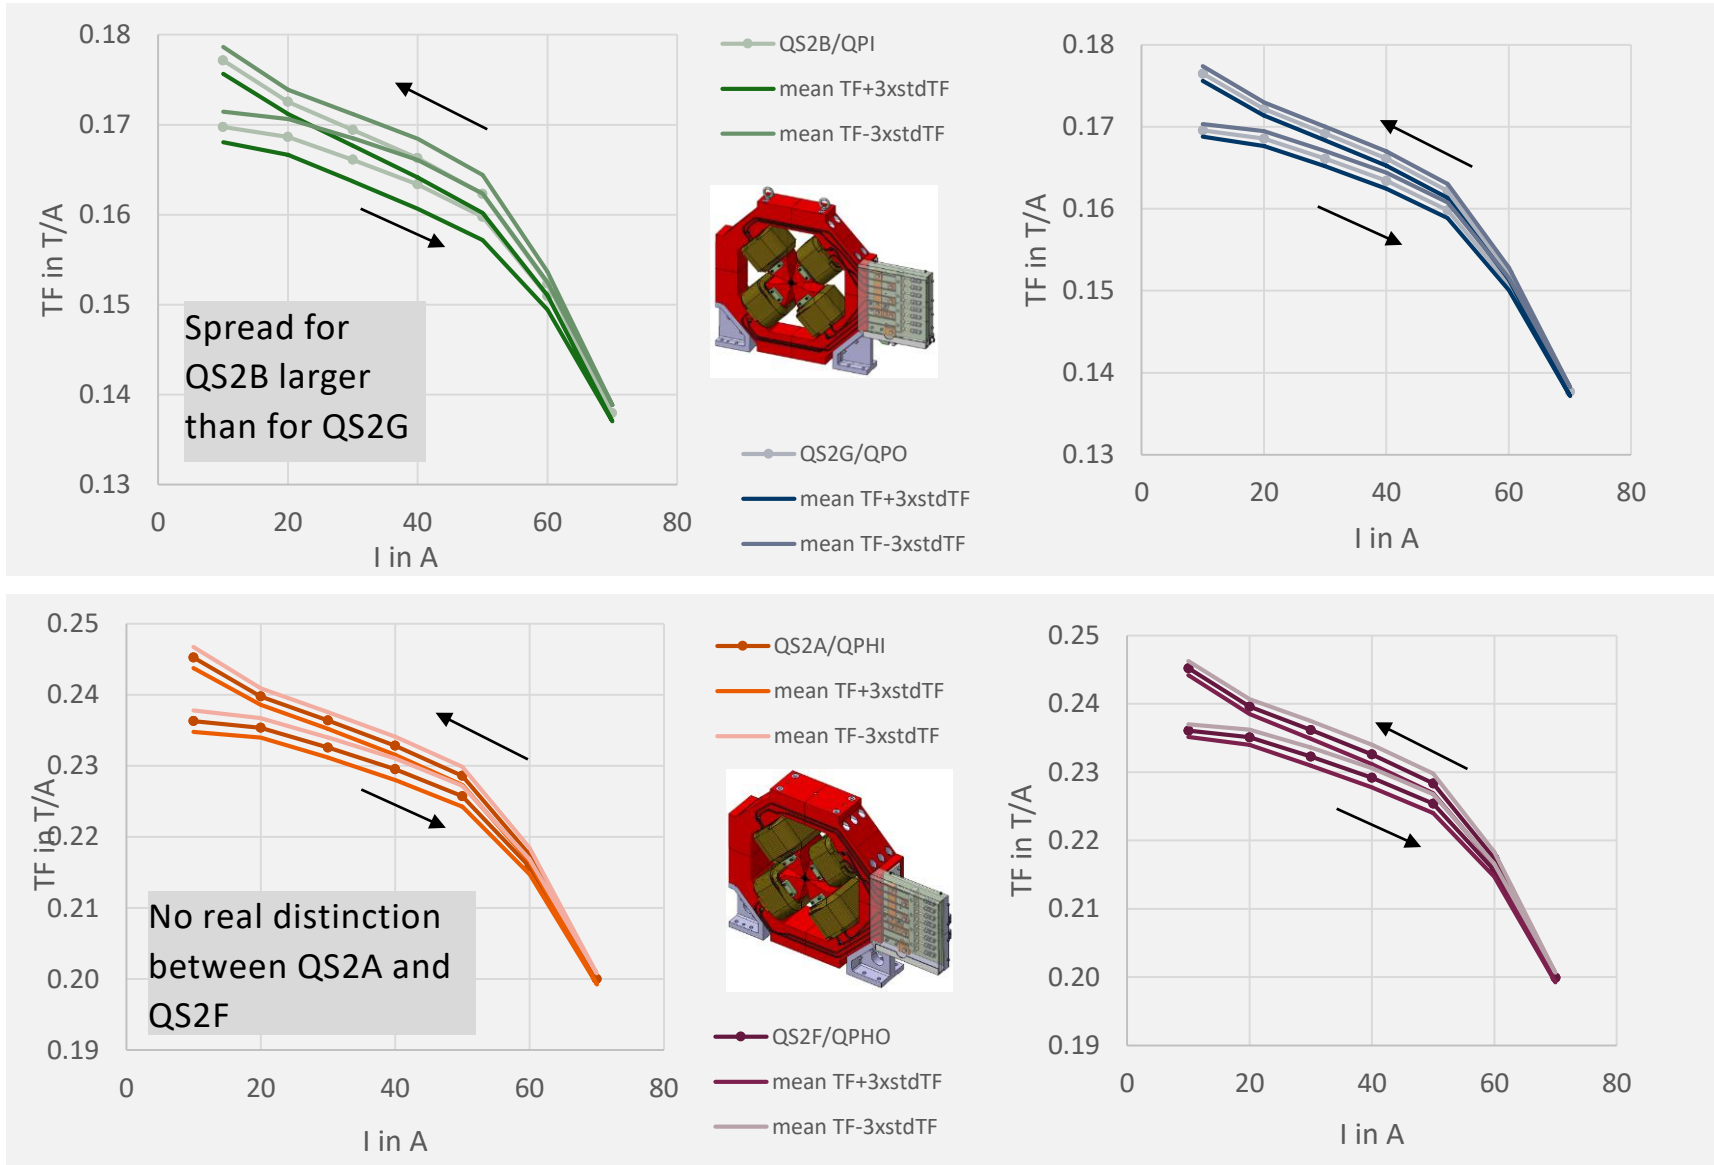 0.18
0.17
0.16
0.15
0.14
0.13
0
20
40
60
80
TF in T/A
I in A
Spread for
QS2B larger
than for QS2G
QS2B/QPI
mean TF+3xstdTF
mean TF-3xstdTF
QS2G/QPO
mean TF+3xstdTF
mean TF-3xstdTF
0.18
0.17
0.16
0.15
0.14
0.13
0
20
40
60
80
TF in T/A
I in A
0.25
0.24
0.23
0.22
0.21
0.20
0.19
0
20
40
60
80
TF in T/A
I in A
No real distinction
between QS2A and
QS2F
QS2A/QPHI
mean TF+3xstdTF
mean TF-3xstdTF
QS2F/QPHO
mean TF+3xstdTF
mean TF-3xstdTF
0.25
0.24
0.23
0.22
0.21
0.20
0.19
0
20
40
60
80
TF in T/A
I in A